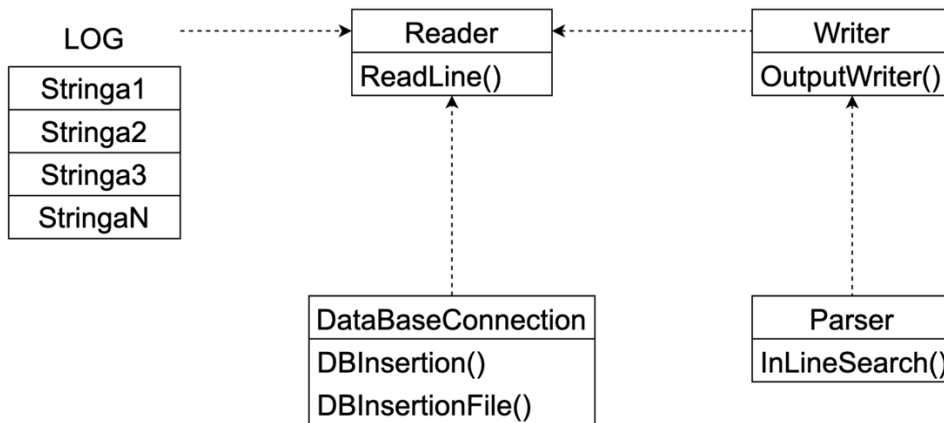 LOG
Stringa1
Stringa2
Stringa3
StringaN
Reader
ReadLine()
Writer
OutputWriter()
DataBaseConnection
DBInsertion()
DBInsertionFile()
Parser
InLineSearch()